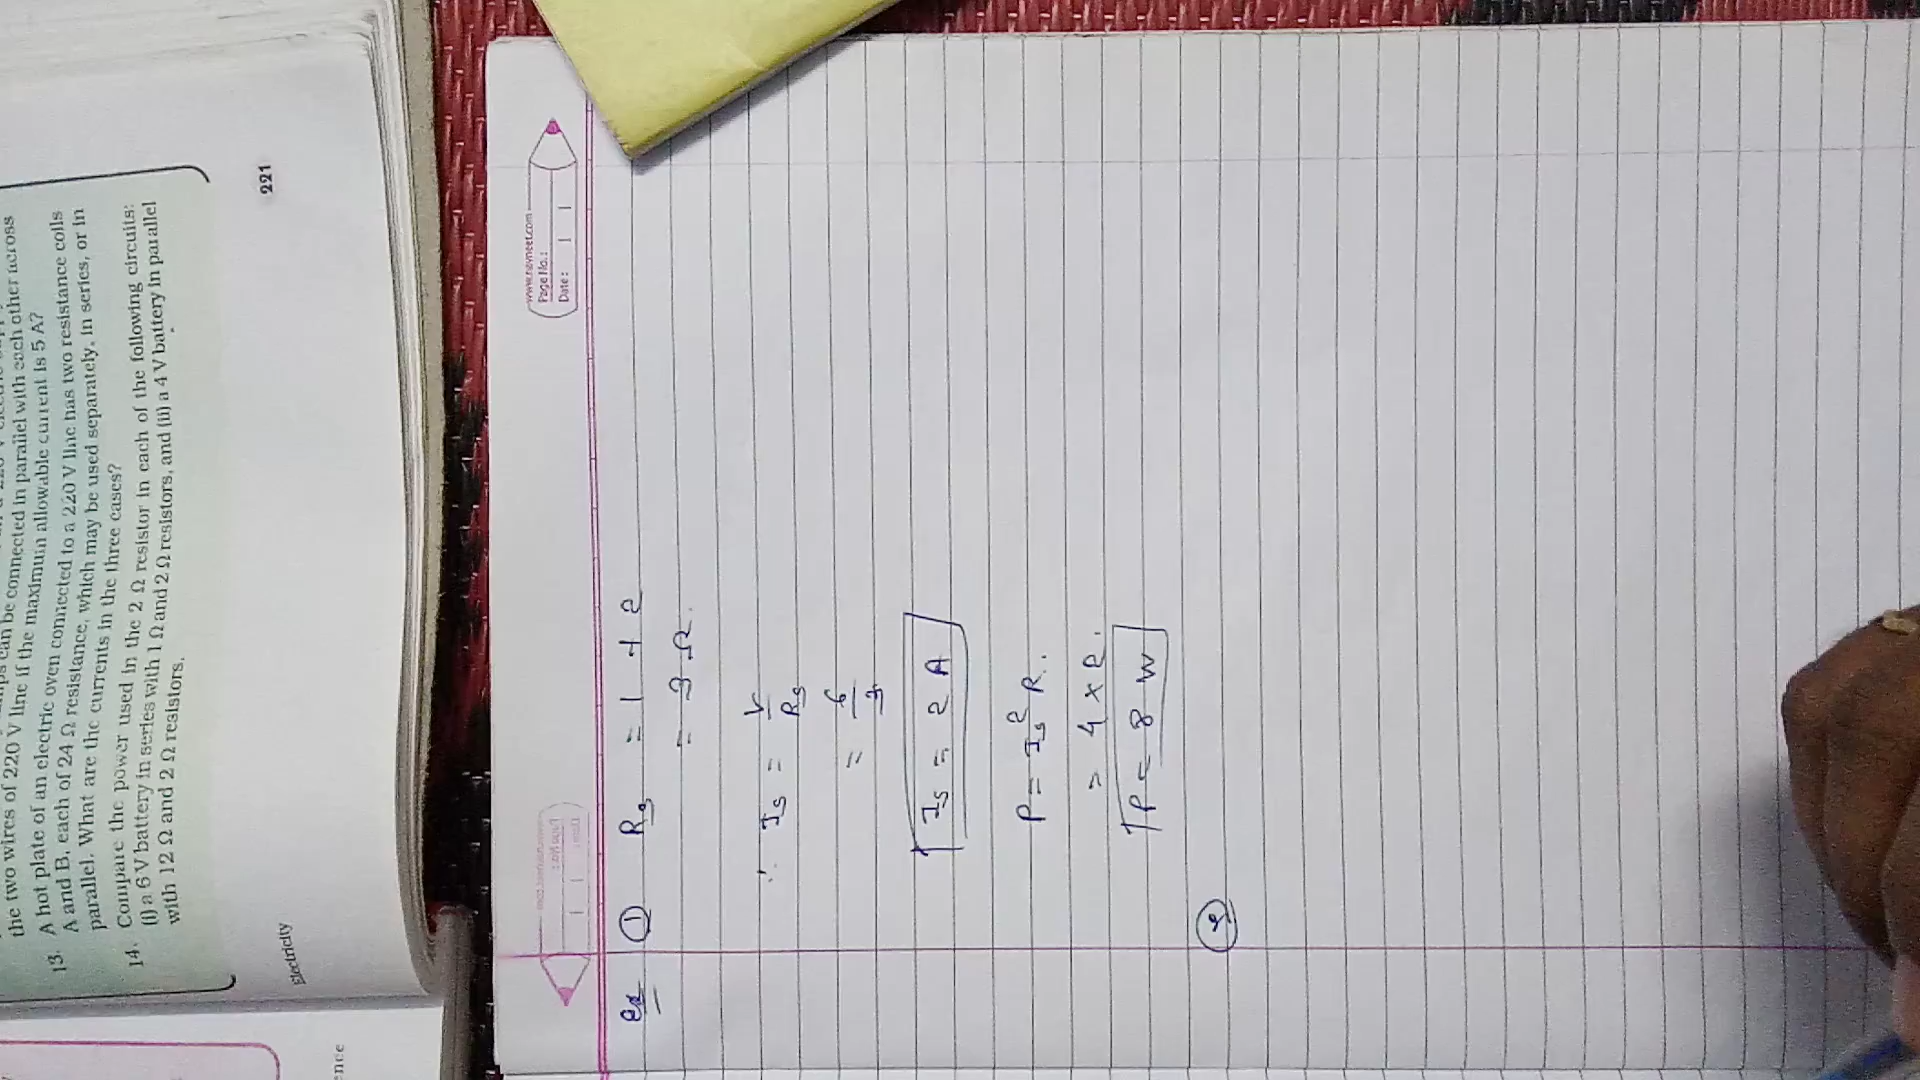 the two wires of 220 V line if the maximum allowable current is 5 A?
can be connected in parallel with each other across
13. A hot plate of an electric oven connected to a 220 V line has two resistance coils
A and B, each of 24 Ω resistance, which may be used separately, in series, or in
parallel. What are the currents in the three cases?
14. Compare the power used in the 2 Ω resistor in each of the following circuits:
(i) a 6 V battery in series with 1 Ω and 2 Ω resistors, and (ii) a 4 V battery in parallel
with 12 Ω and 2 Ω resistors.
Electricity
221
ence
www.navneet.com
Page No.:
Date:
① Rs = 1 + 2
= 3 Ω.
∴ Is = V/Rs
= 6/3
Is = 2 A
P = Is² R.
= 4 x 2.
P = 8 W
②